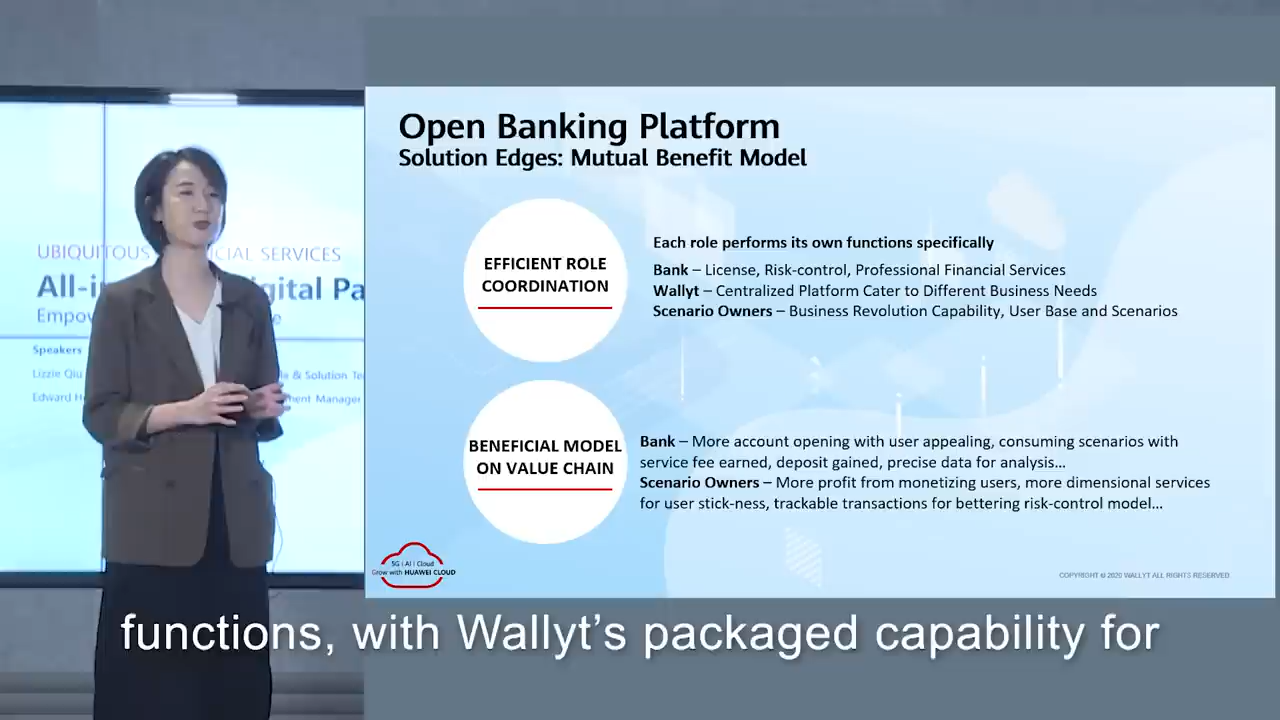 UBIQUITOUS CIAL SERVICES
All-i igital Pa
Empov e
Speakers
Lizzie Qiu a & Solution Te
Edward H ment Manager
Open Banking Platform
Solution Edges: Mutual Benefit Model
EFFICIENT ROLE
COORDINATION
Each role performs its own functions specifically
Bank – License, Risk-control, Professional Financial Services
Wallyt – Centralized Platform Cater to Different Business Needs
Scenario Owners – Business Revolution Capability, User Base and Scenarios
BENEFICIAL MODEL
ON VALUE CHAIN
Bank – More account opening with user appealing, consuming scenarios with
service fee earned, deposit gained, precise data for analysis…
Scenario Owners – More profit from monetizing users, more dimensional services
for user stick-ness, trackable transactions for bettering risk-control model…
5G | AI | Cloud
Grow with HUAWEI CLOUD
COPYRIGHT © 2020 WALLYT ALL RIGHTS RESERVED
functions, with Wallyt’s packaged capability for